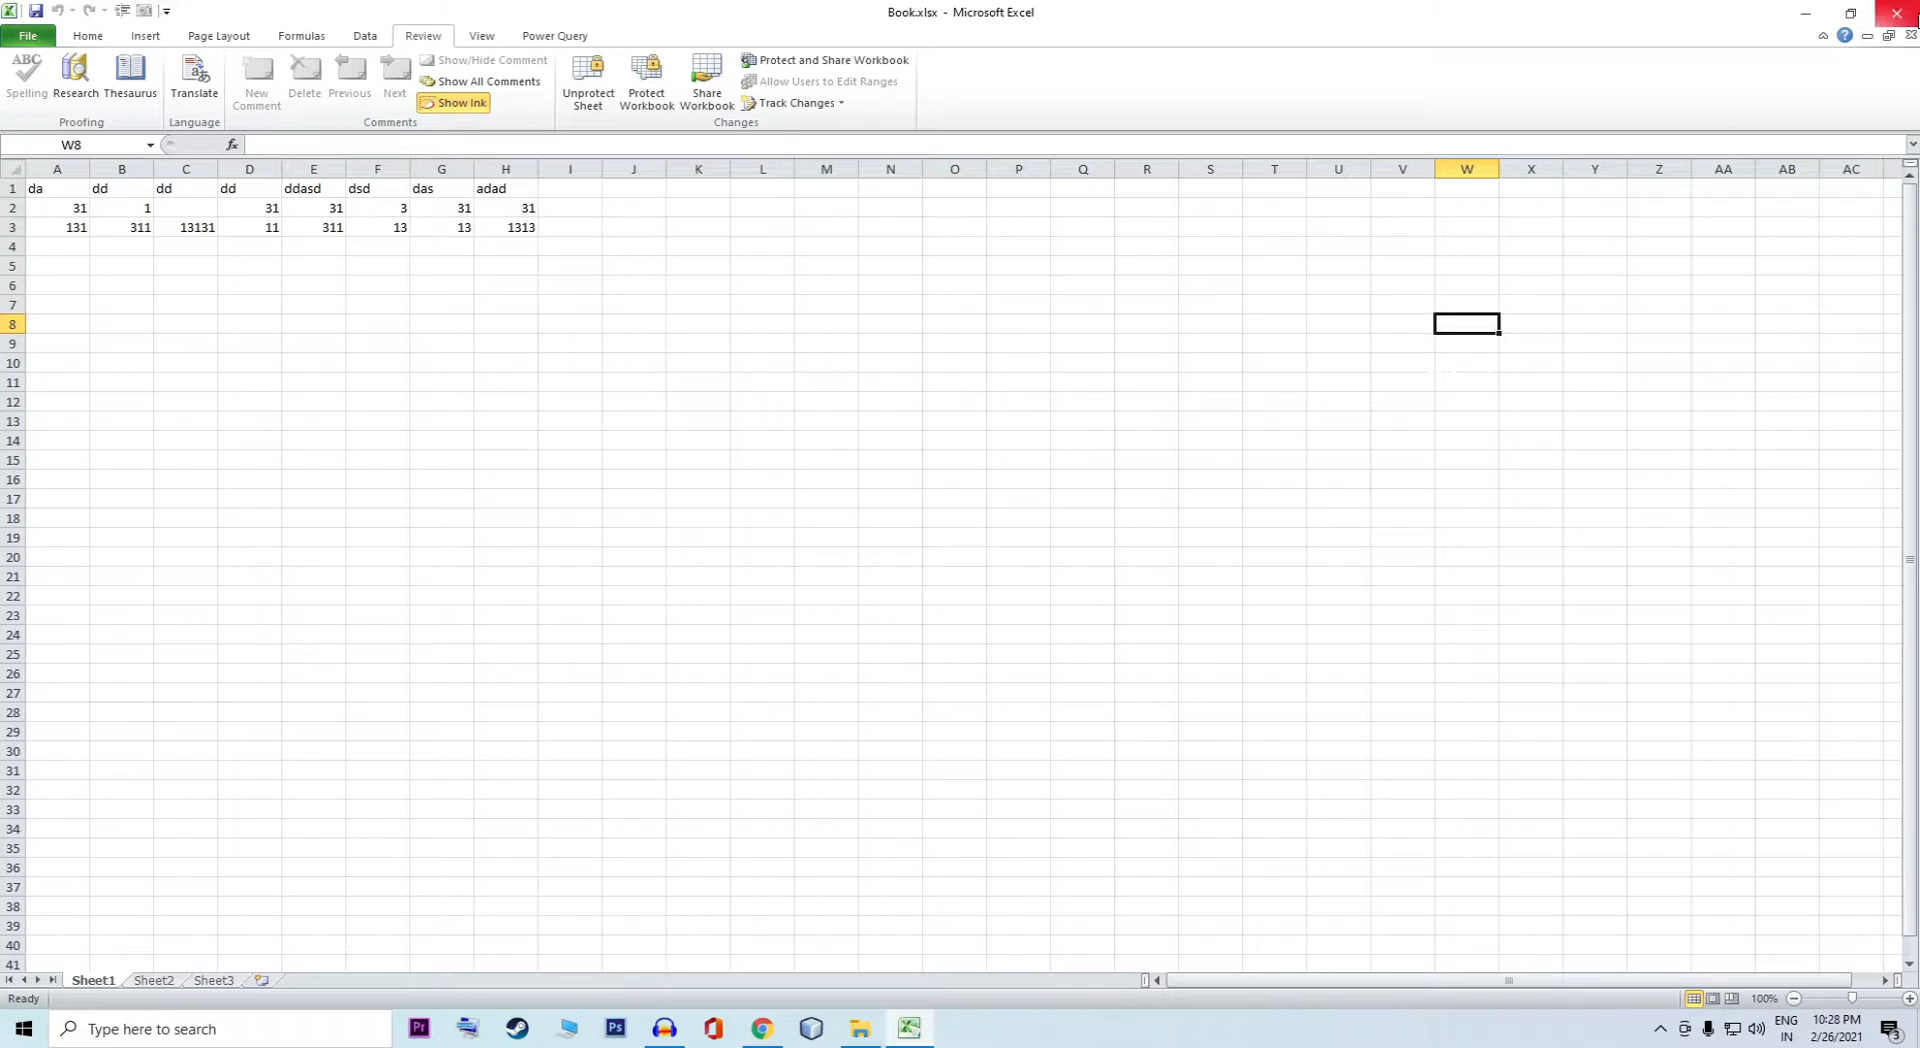 Book.xlsx - Microsoft Excel
File Home Insert Page Layout Formulas Data Review View Power Query
ABC
Spelling Research Thesaurus
Proofing
Translate
Language
New Comment Delete Previous Next
Show/Hide Comment
Show All Comments
Show Ink
Comments
Unprotect Sheet Protect Workbook Share Workbook
Protect and Share Workbook
Allow Users to Edit Ranges
Track Changes
Changes
W8 fx
A B C D E F G H I J K L M N O P Q R S T U V W X Y Z AA AB AC
1 da dd dd dd ddasd dsd das adad
2 31 1 31 31 3 31 31
3 131 311 13131 11 311 13 13 1313
4
5
6
7
8
9
10
11
12
13
14
15
16
17
18
19
20
21
22
23
24
25
26
27
28
29
30
31
32
33
34
35
36
37
38
39
40
41
Sheet1 Sheet2 Sheet3
Ready 100%
Type here to search Pr Ps ENG 10:28 PM
IN 2/26/2021 3